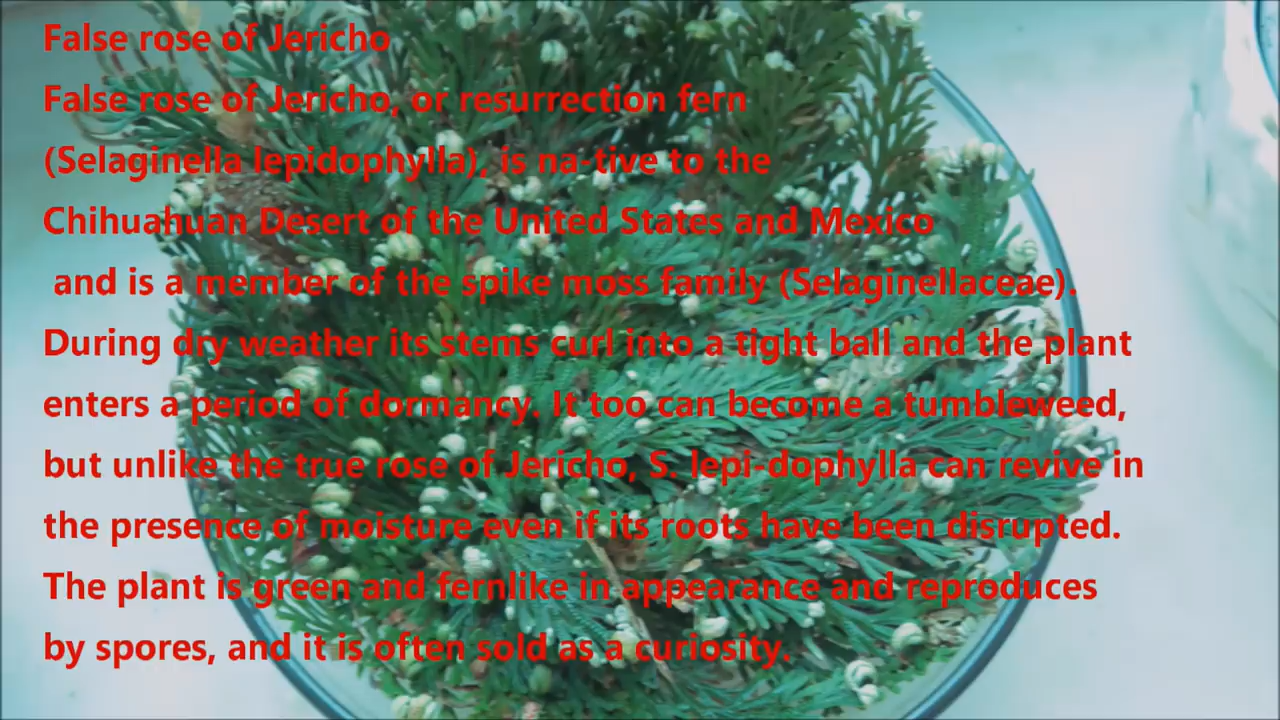 False rose of Jericho
False rose of Jericho, or resurrection fern
(Selaginella lepidophylla), is na-tive to the
Chihuahuan Desert of the United States and Mexico
and is a member of the spike moss family (Selaginellaceae).
During dry weather its stems curl into a tight ball and the plant
enters a period of dormancy. It too can become a tumbleweed,
but unlike the true rose of Jericho, S. lepi-dophylla can revive in
the presence of moisture even if its roots have been disrupted.
The plant is green and fernlike in appearance and reproduces
by spores, and it is often sold as a curiosity.